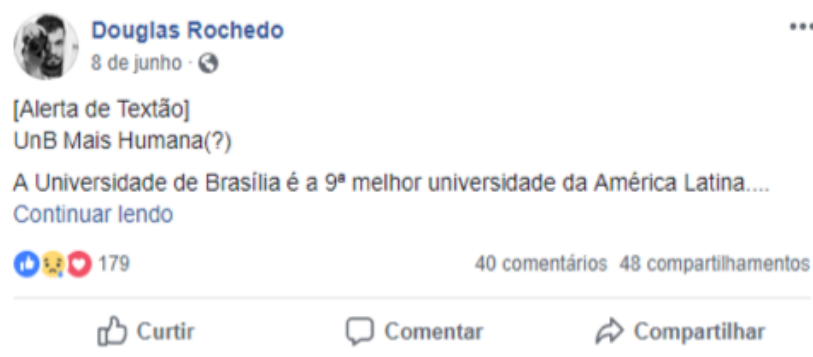 Douglas Rochedo
8 de junho ·
[Alerta de Textão]
UnB Mais Humana(?)
A Universidade de Brasília é a 9ª melhor universidade da América Latina....
Continuar lendo
179
40 comentários 48 compartilhamentos
Curtir Comentar Compartilhar